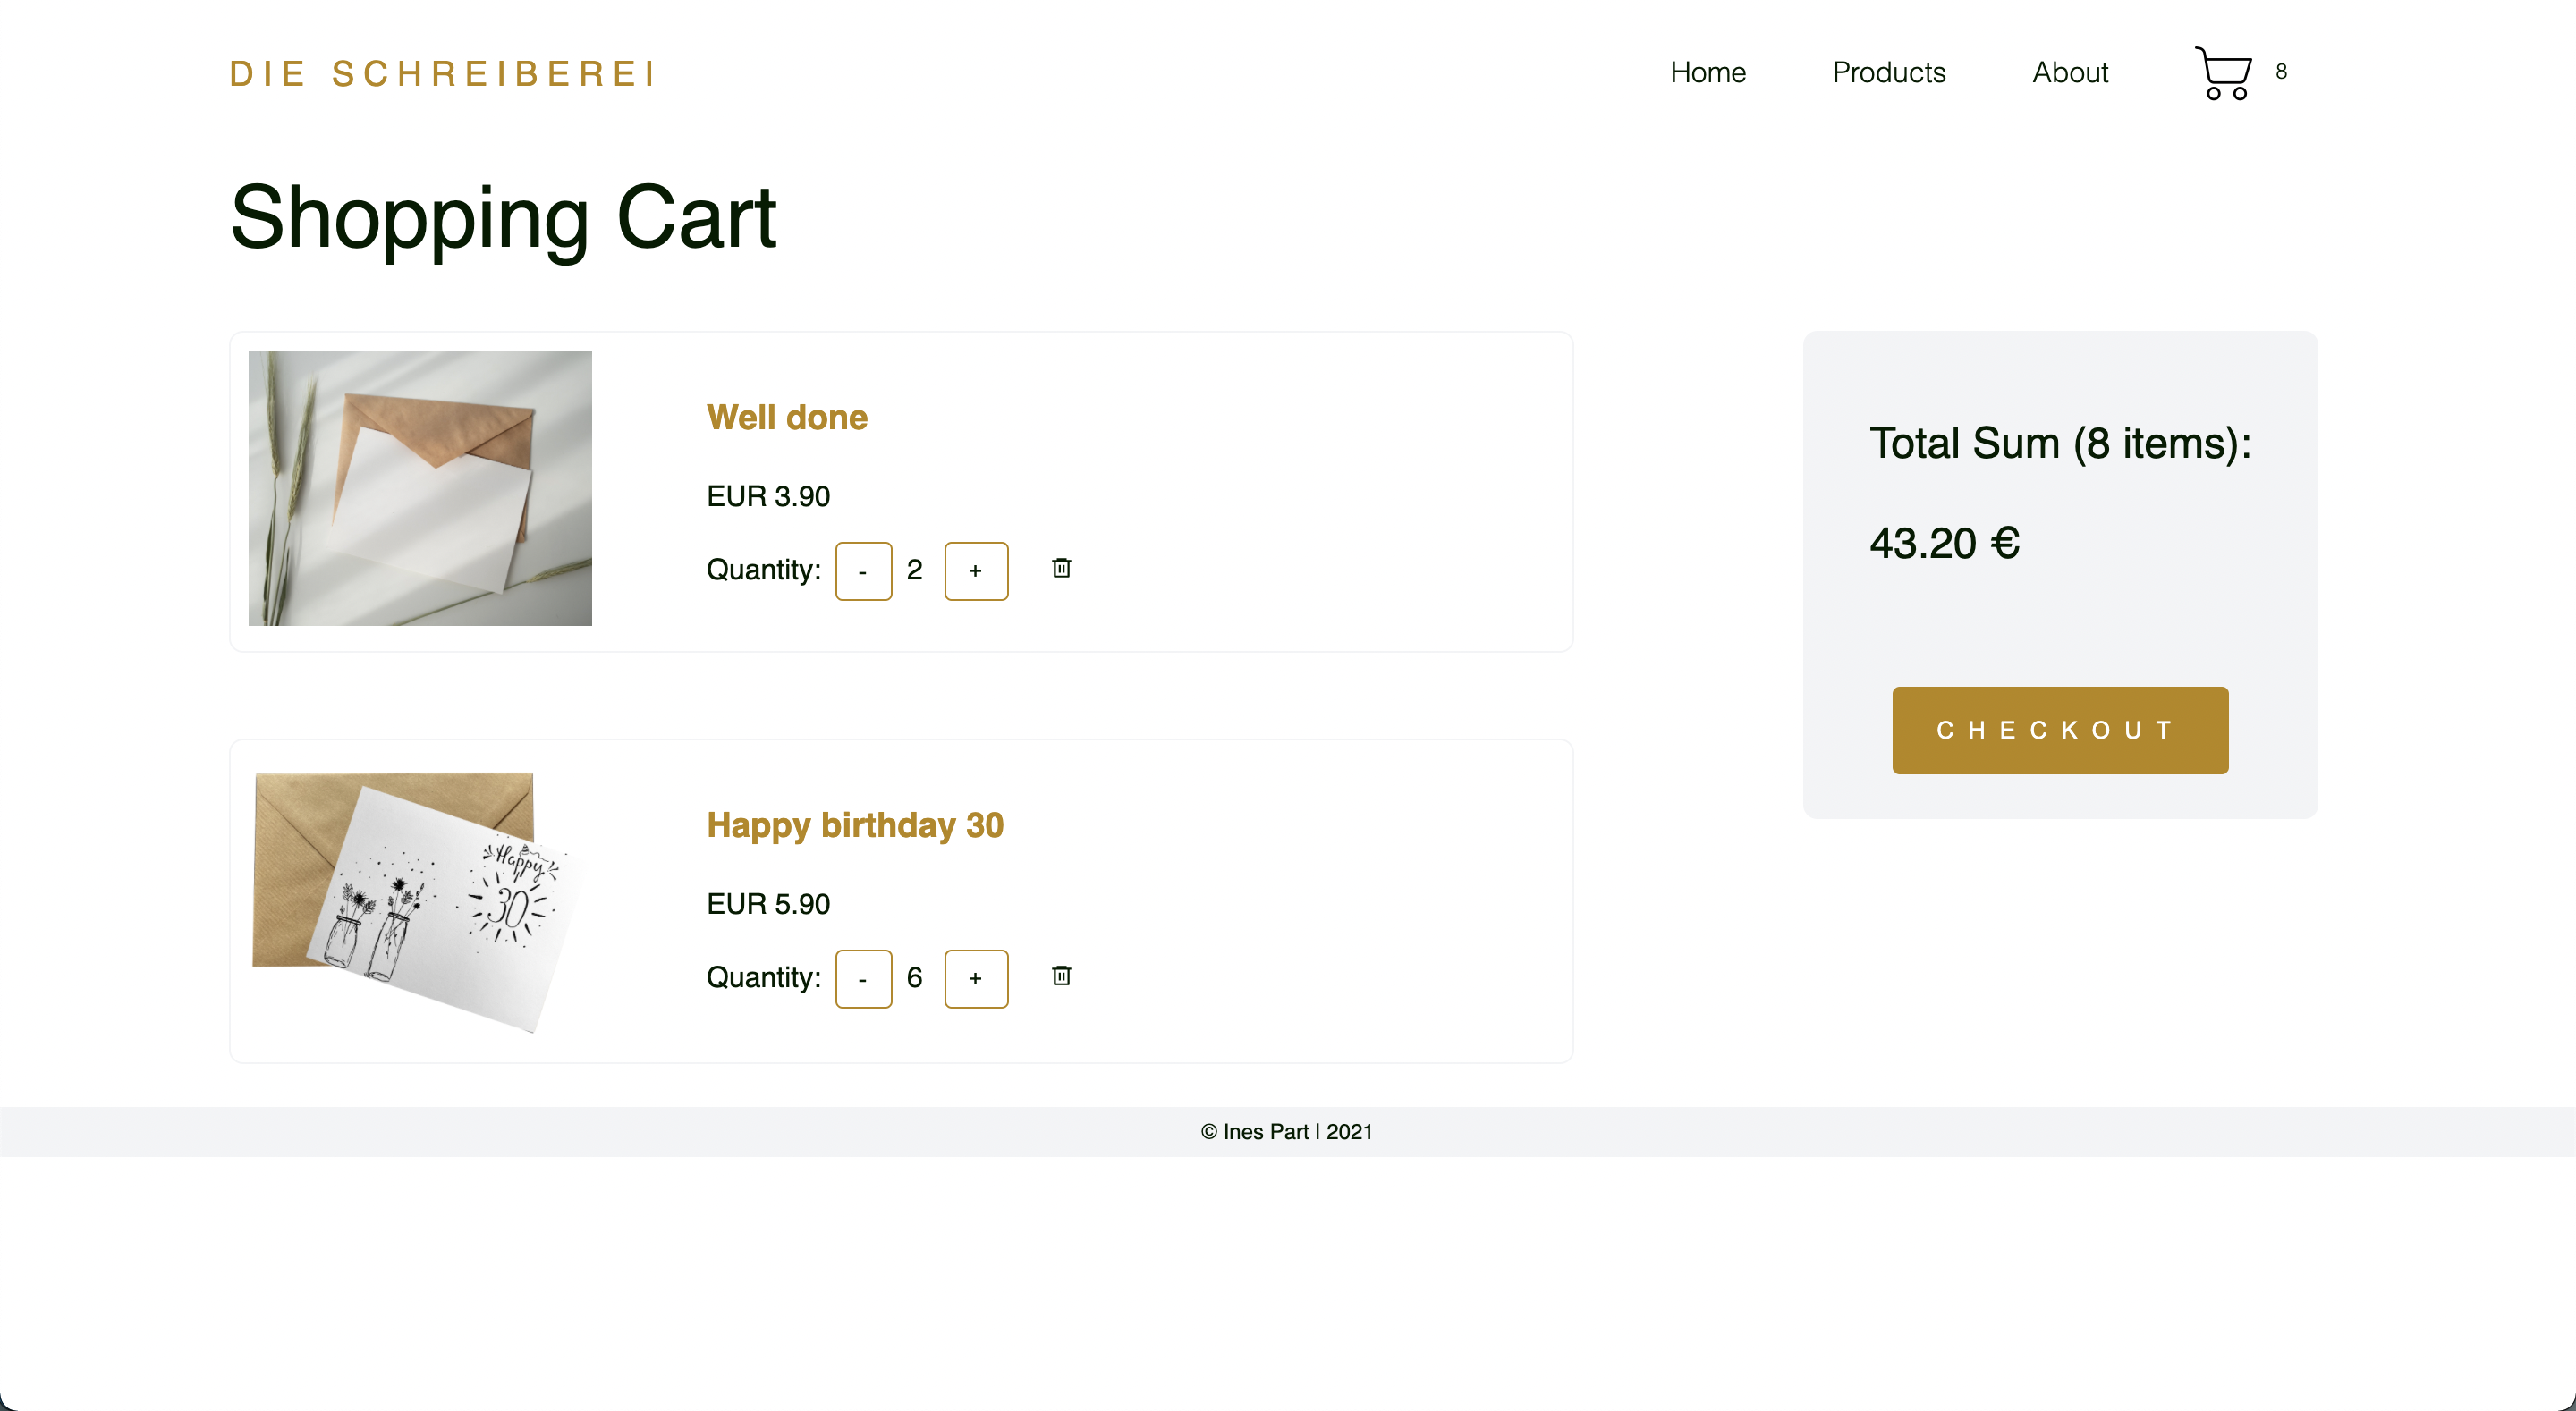 DIE SCHREIBEREI
Home Products About 8
Shopping Cart
Well done
EUR 3.90
Quantity: - 2 +
Happy birthday 30
EUR 5.90
Quantity: - 6 +
Happy
30
Total Sum (8 items):
43.20 €
CHECKOUT
© Ines Part | 2021